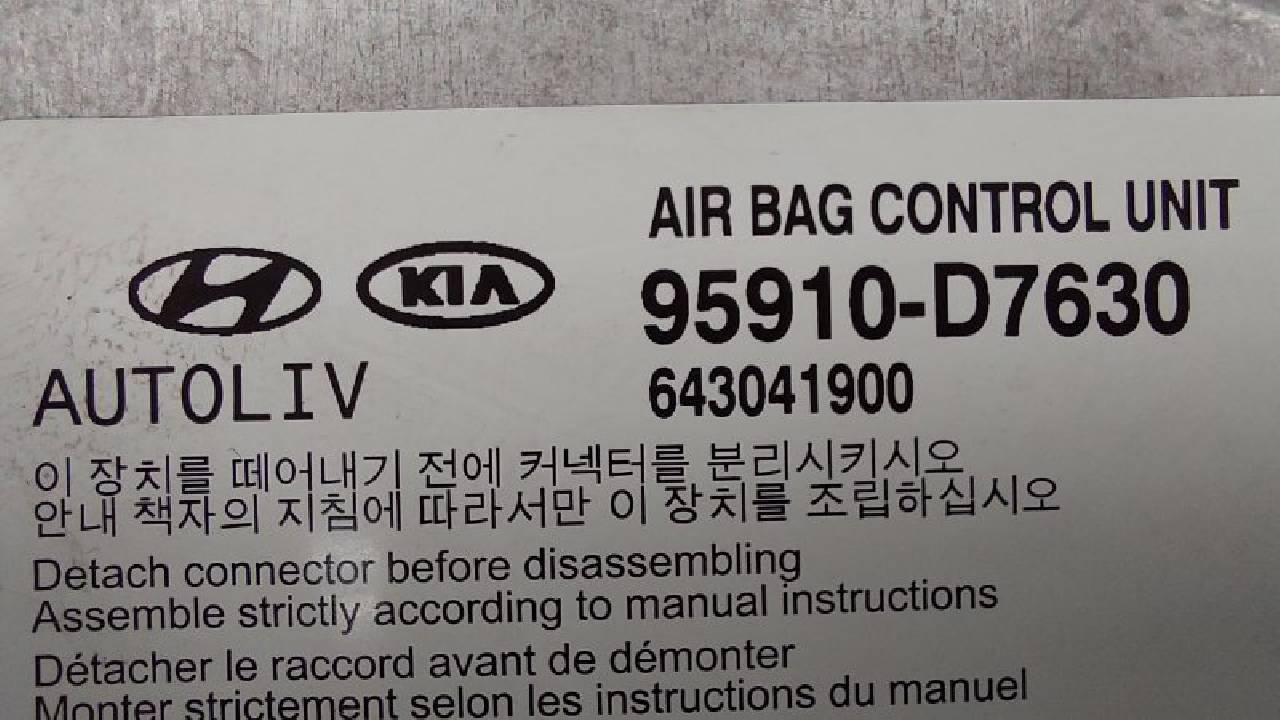 AIR BAG CONTROL UNIT
KIA
95910-D7630
AUTOLIV
643041900
이 장치를 떼어내기 전에 커넥터를 분리시키시오
안내 책자의 지침에 따라서만 이 장치를 조립하십시오
Detach connector before disassembling
Assemble strictly according to manual instructions
Détacher le raccord avant de démonter
Monter strictement selon les instructions du manuel